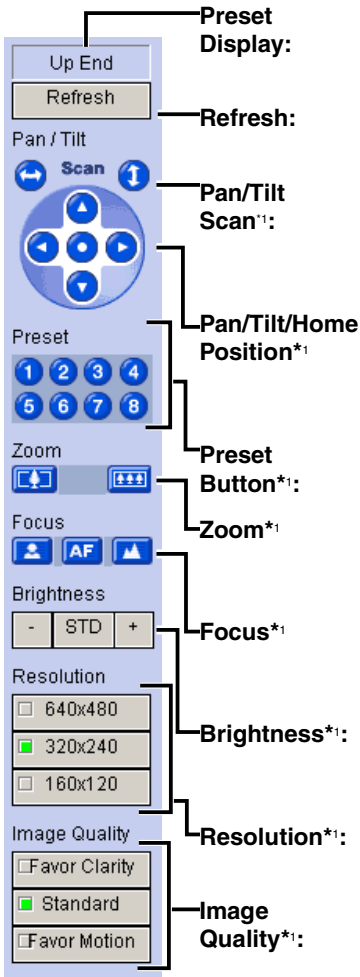 Preset
Display:
Up End
Refresh
Refresh:
Pan / Tilt
Scan
Pan/Tilt
Scan*1:
Pan/Tilt/Home
Position*1
Preset
1 2 3 4
5 6 7 8
Preset
Button*1:
Zoom
Zoom*1
Focus
AF
Focus*1
Brightness
- STD +
Brightness*1:
Resolution
640x480
320x240
160x120
Resolution*1:
Image Quality
Favor Clarity
Standard
Favor Motion
Image
Quality*1: